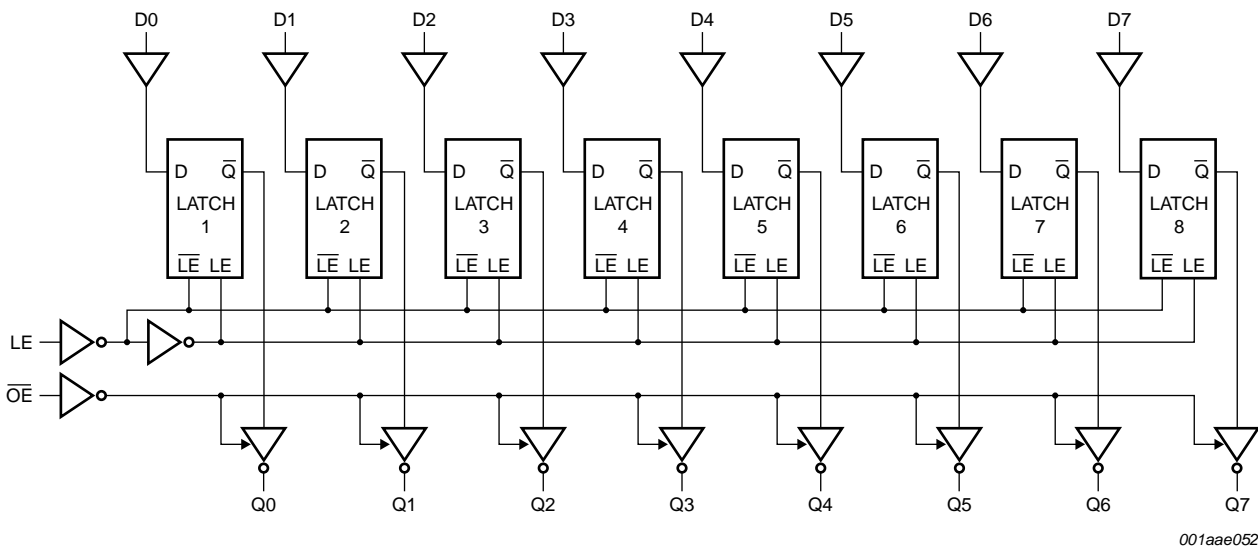 D0 D1 D2 D3 D4 D5 D6 D7
D Q̅ D Q̅ D Q̅ D Q̅ D Q̅ D Q̅ D Q̅ D Q̅
LATCH LATCH LATCH LATCH LATCH LATCH LATCH LATCH
1 2 3 4 5 6 7 8
L̅E̅ LE L̅E̅ LE L̅E̅ LE L̅E̅ LE L̅E̅ LE L̅E̅ LE L̅E̅ LE L̅E̅ LE
LE
O̅E̅
Q0 Q1 Q2 Q3 Q4 Q5 Q6 Q7
001aae052